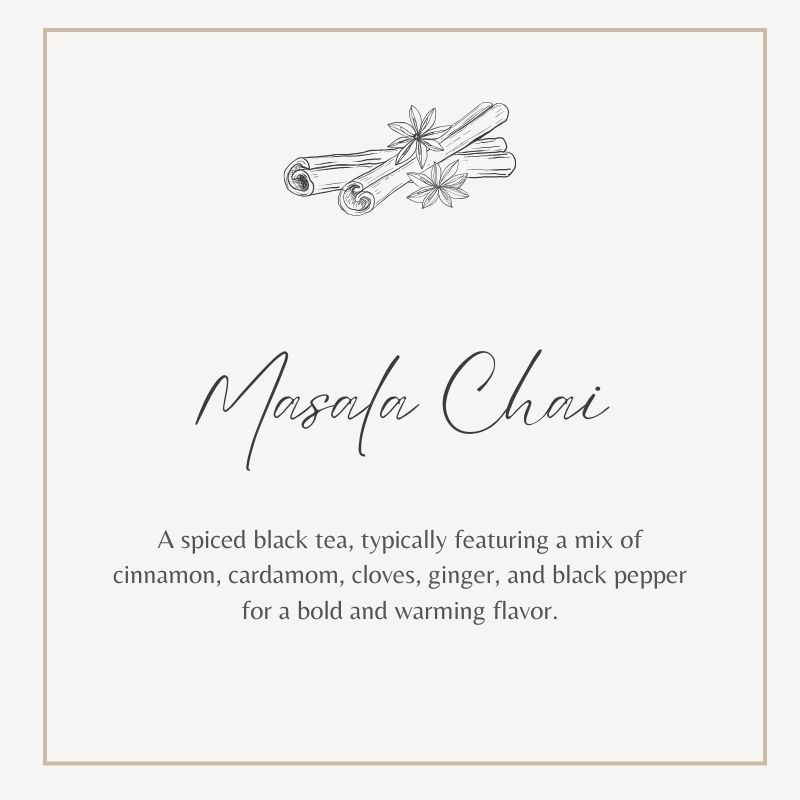 Masala Chai
A spiced black tea, typically featuring a mix of
cinnamon, cardamom, cloves, ginger, and black pepper
for a bold and warming flavor.